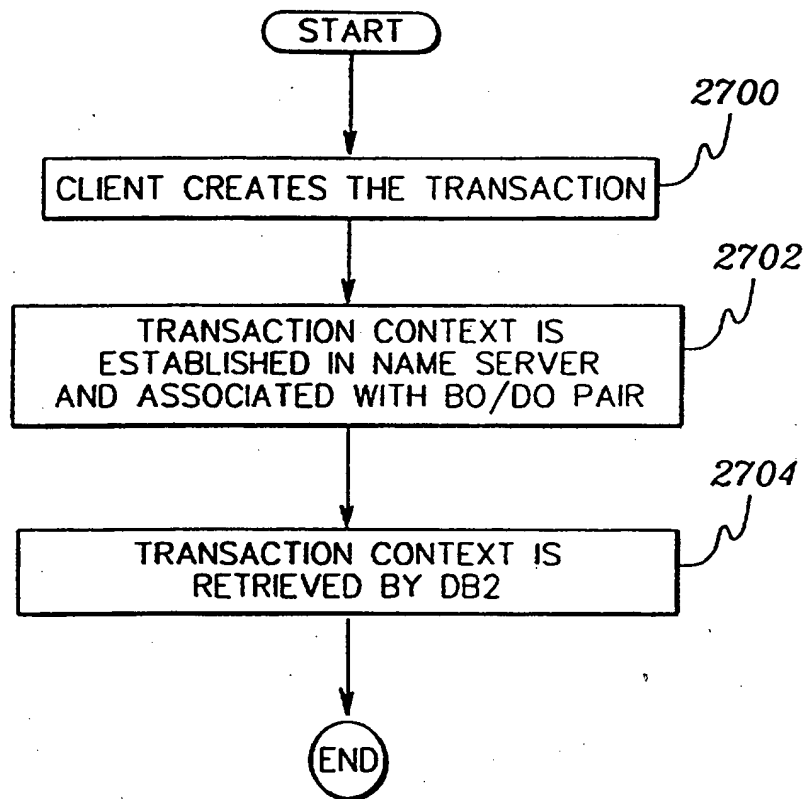 START
2700
CLIENT CREATES THE TRANSACTION
2702
TRANSACTION CONTEXT IS
ESTABLISHED IN NAME SERVER
AND ASSOCIATED WITH BO/DO PAIR
2704
TRANSACTION CONTEXT IS
RETRIEVED BY DB2
END